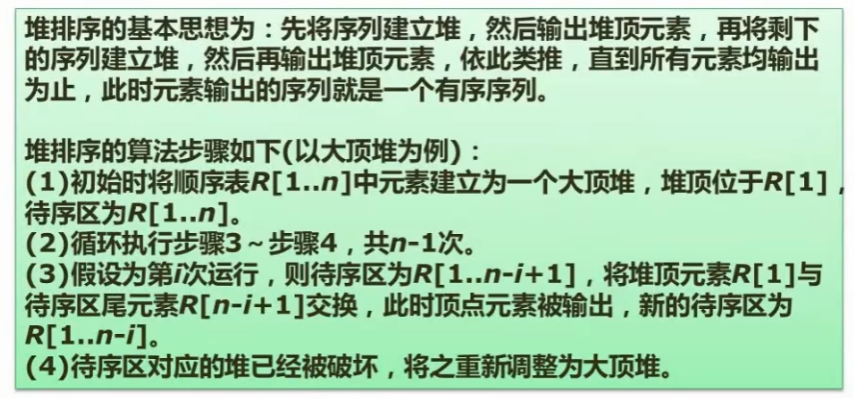 堆排序的基本思想为：先将序列建立堆，然后输出堆顶元素，再将剩下
的序列建立堆，然后再输出堆顶元素，依此类推，直到所有元素均输出
为止，此时元素输出的序列就是一个有序序列。
堆排序的算法步骤如下(以大顶堆为例)：
(1)初始时将顺序表R[1..n]中元素建立为一个大顶堆，堆顶位于R[1]，
待序区为R[1..n]。
(2)循环执行步骤3～步骤4，共n-1次。
(3)假设为第i次运行，则待序区为R[1..n-i+1]，将堆顶元素R[1]与
待序区尾元素R[n-i+1]交换，此时顶点元素被输出，新的待序区为
R[1..n-i]。
(4)待序区对应的堆已经被破坏，将之重新调整为大顶堆。